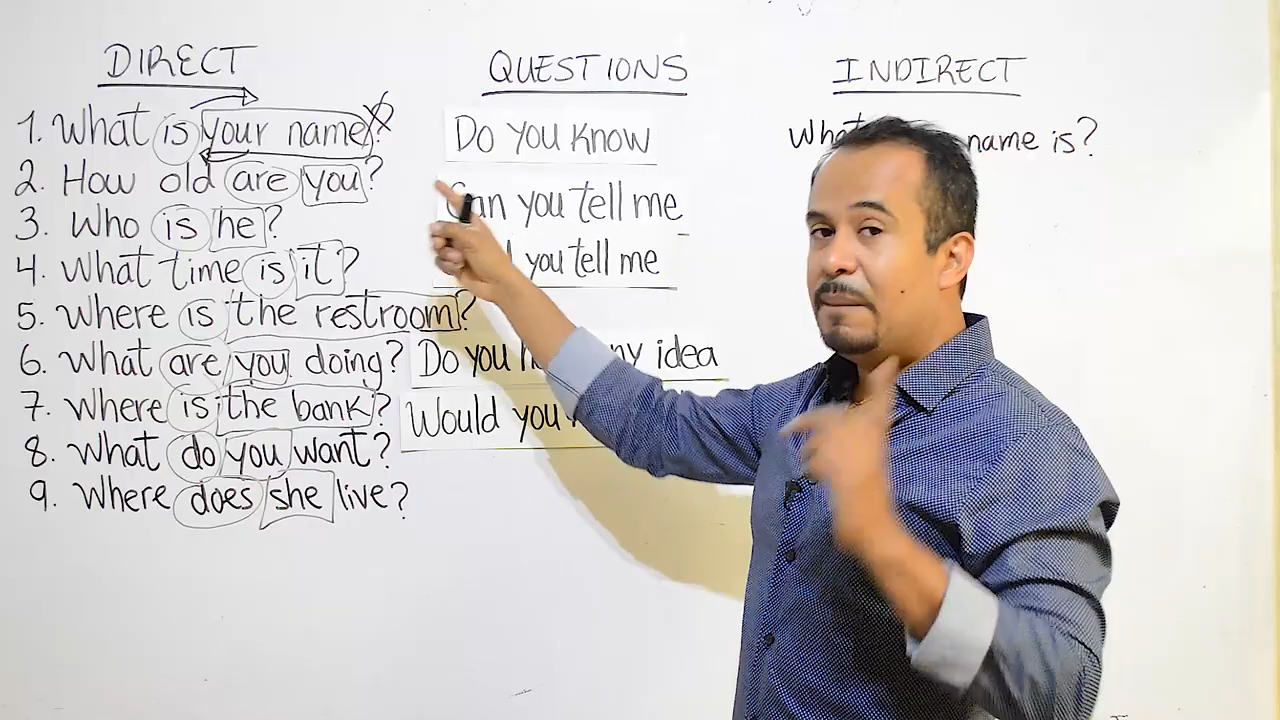 DIRECT
1. What is your name?
2. How old are you?
3. Who is he?
4. What time is it?
5. Where is the restroom?
6. What are you doing?
7. Where is the bank?
8. What do you want?
9. Where does she live?
QUESTIONS
Do you know
Can you tell me
you tell me
Do you idea
Would you
INDIRECT
What name is?